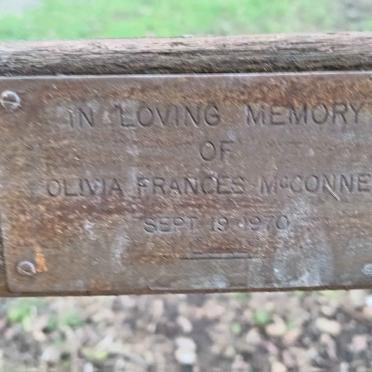 IN LOVING MEMORY
OF
OLIVIA FRANCES McCONNE
SEPT 19 1970